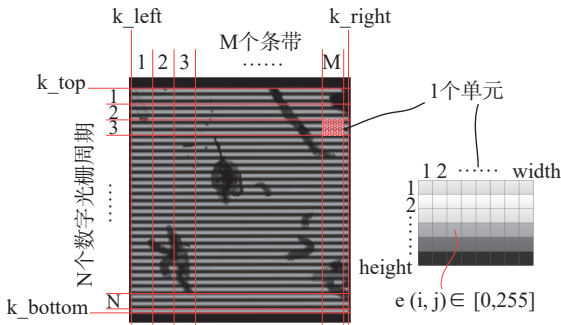 k_left
k_right
M个条带
1 2 3 …… M
k_top
1
2
3
N个数字光栅周期
……
N
k_bottom
1个单元
1 2 …… width
1
2
……
height
e (i, j)∈ [0,255]